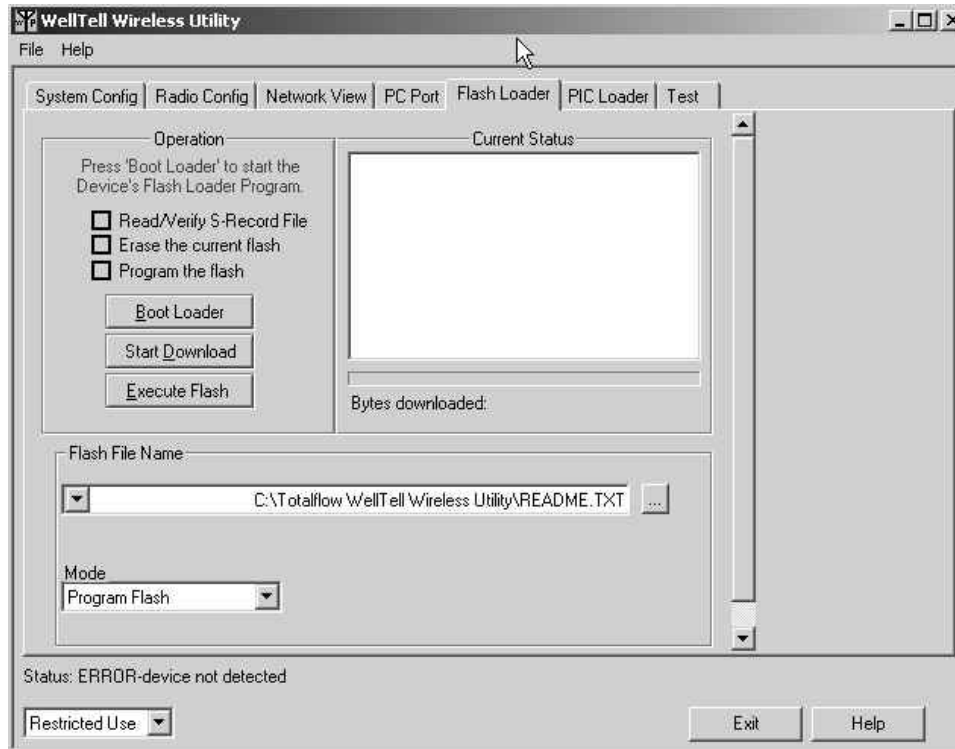 WellTell Wireless Utility
File Help
System Config Radio Config Network View PC Port Flash Loader PIC Loader Test
Operation
Press 'Boot Loader' to start the
Device's Flash Loader Program.
Read/Verify S-Record File
Erase the current flash
Program the flash
Boot Loader
Start Download
Execute Flash
Current Status
Bytes downloaded:
Flash File Name
C:\Totalflow WellTell Wireless Utility\README.TXT
...
Mode
Program Flash
Status: ERROR-device not detected
Restricted Use
Exit Help